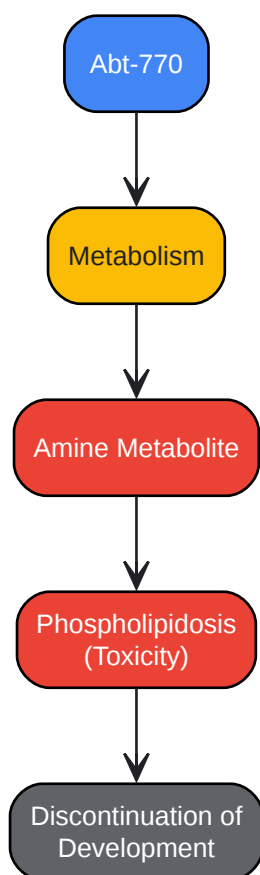 Abt-770
Metabolism
Amine Metabolite
Phospholipidosis
(Toxicity)
Discontinuation of
Development